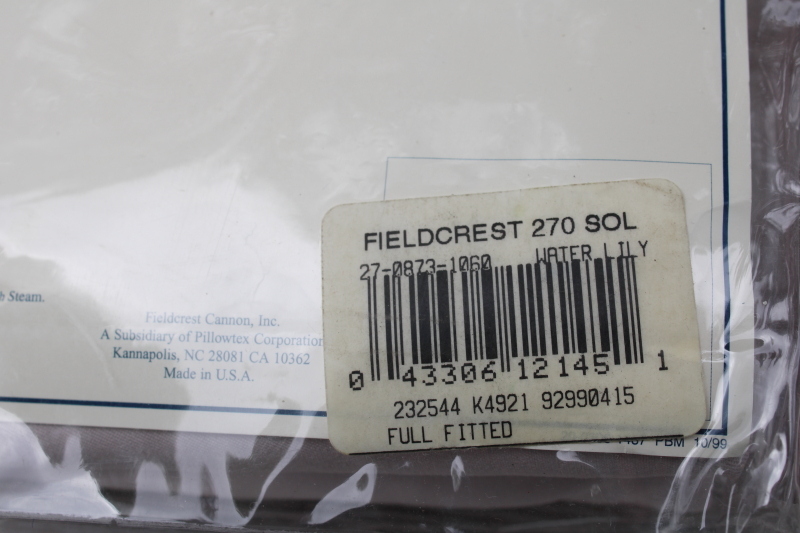 Steam.
Fieldcrest Cannon, Inc.
A Subsidiary of Pillowtex Corporation
Kannapolis, NC 28081 CA 10362
Made in U.S.A.
FIELDCREST 270 SOL
27-0873-1060 WATER LILY
0 43306 12145 1
232544 K4921 92990415
FULL FITTED
PBM 10/99